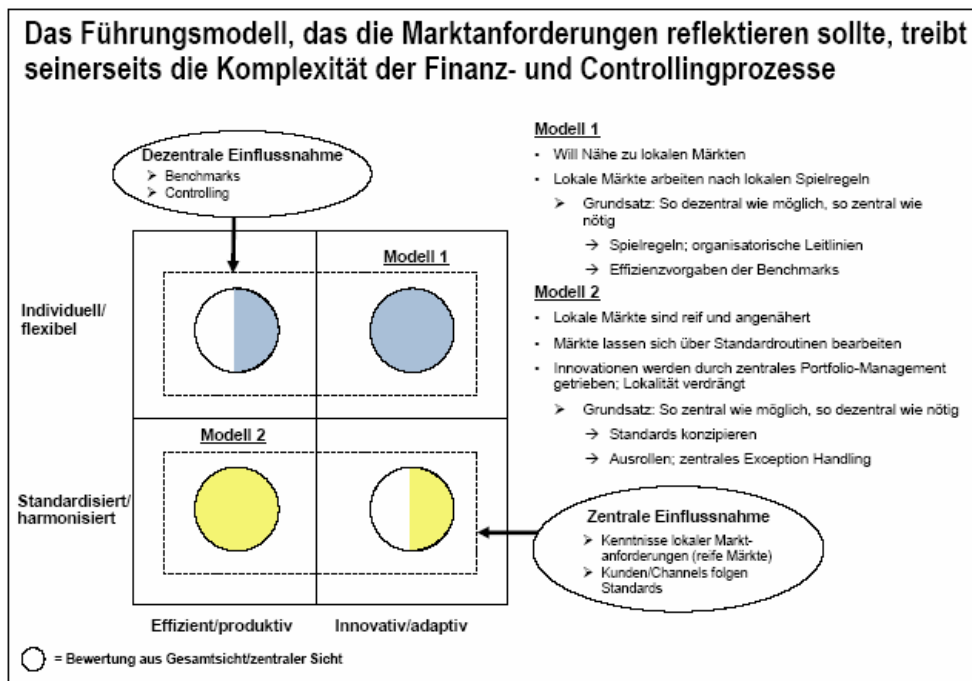 Das Führungsmodell, das die Marktanforderungen reflektieren sollte, treibt
seinerseits die Komplexität der Finanz- und Controllingprozesse
Dezentrale Einflussnahme
➢ Benchmarks
➢ Controlling
Modell 1
Individuell/
flexibel
Modell 2
Standardisiert/
harmonisiert
Effizient/produktiv
Innovativ/adaptiv
= Bewertung aus Gesamtsicht/zentraler Sicht
Modell 1
• Will Nähe zu lokalen Märkten
• Lokale Märkte arbeiten nach lokalen Spielregeln
➢ Grundsatz: So dezentral wie möglich, so zentral wie
nötig
→ Spielregeln; organisatorische Leitlinien
→ Effizienzvorgaben der Benchmarks
Modell 2
• Lokale Märkte sind reif und angenähert
• Märkte lassen sich über Standardroutinen bearbeiten
• Innovationen werden durch zentrales Portfolio-Management
getrieben; Lokalität verdrängt
➢ Grundsatz: So zentral wie möglich, so dezentral wie nötig
→ Standards konzipieren
→ Ausrollen; zentrales Exception Handling
Zentrale Einflussnahme
➢ Kenntnisse lokaler Markt-
anforderungen (reife Märkte)
➢ Kunden/Channels folgen
Standards